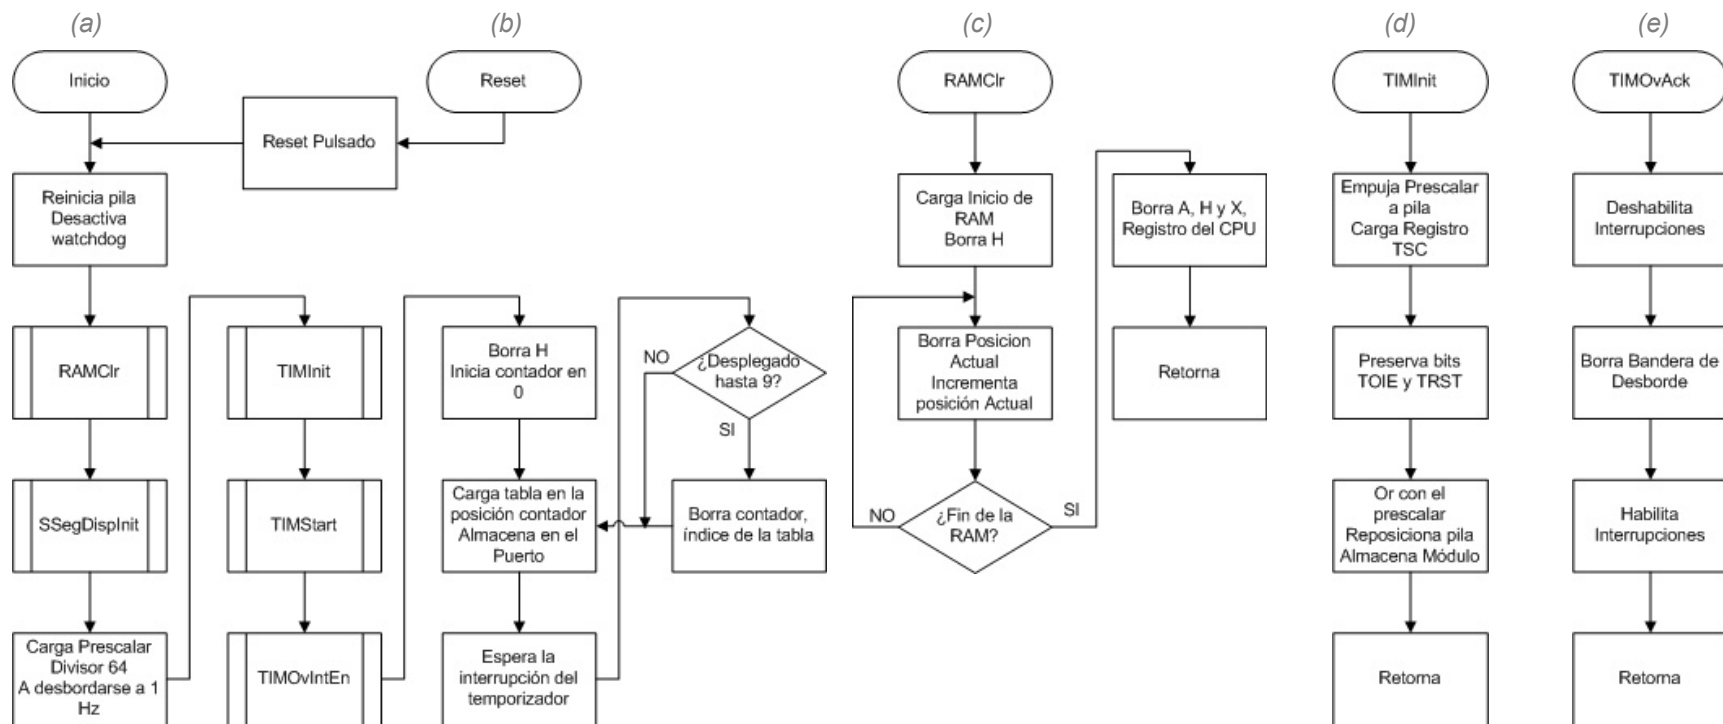 (a)
(b)
(c)
(d)
(e)
Inicio
Reset
RAMClr
TIMInit
TIMOvAck
Reset Pulsado
Reinicia pila
Desactiva
watchdog
RAMClr
SSegDispInit
Carga Prescalar
Divisor 64
A desbordarse a 1
Hz
TIMInit
TIMStart
TIMOvIntEn
Borra H
Inicia contador en
0
Carga tabla en la
posición contador
Almacena en el
Puerto
Espera la
interrupción del
temporizador
¿Desplegado
hasta 9?
NO
SI
Borra contador,
índice de la tabla
Carga Inicio de
RAM
Borra H
Borra Posicion
Actual
Incrementa
posición Actual
¿Fin de la
RAM?
NO
SI
Borra A, H y X,
Registro del CPU
Retorna
Empuja Prescalar
a pila
Carga Registro
TSC
Preserva bits
TOIE y TRST
Or con el
prescalar
Reposiciona pila
Almacena Módulo
Retorna
Deshabilita
Interrupciones
Borra Bandera de
Desborde
Habilita
Interrupciones
Retorna